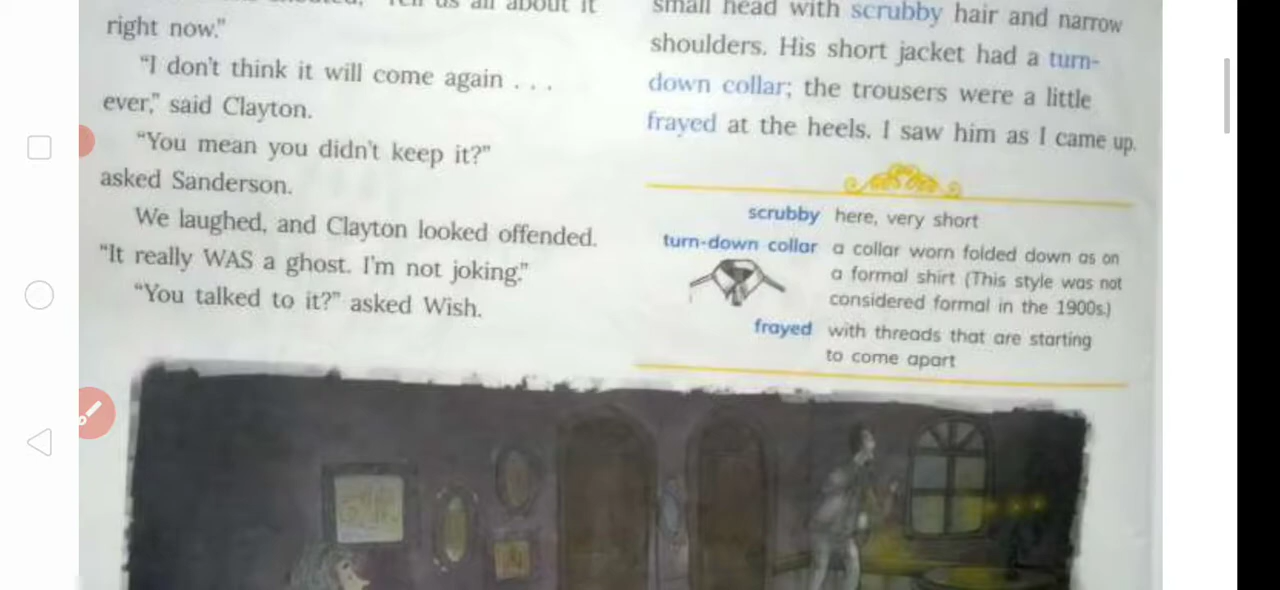 Tell us all about it
right now."
"I don't think it will come again . . .
ever," said Clayton.
"You mean you didn't keep it?"
asked Sanderson.
We laughed, and Clayton looked offended.
"It really WAS a ghost. I'm not joking."
"You talked to it?" asked Wish.
small head with scrubby hair and narrow
shoulders. His short jacket had a turn-
down collar; the trousers were a little
frayed at the heels. I saw him as I came up.
scrubby here, very short
turn-down collar a collar worn folded down as on
a formal shirt (This style was not
considered formal in the 1900s.)
frayed with threads that are starting
to come apart